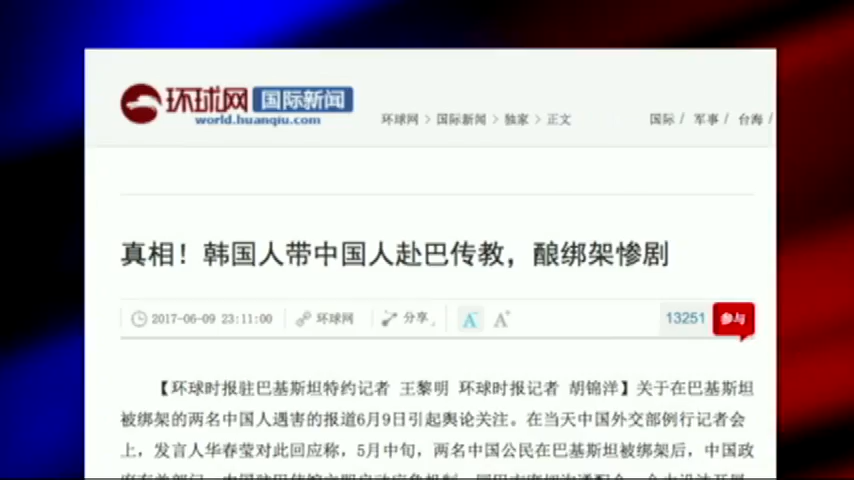 环球网 国际新闻
world.huanqiu.com
环球网 > 国际新闻 > 独家 > 正文
国际 / 军事 / 台海 /
真相！韩国人带中国人赴巴传教，酿绑架惨剧
2017-06-09 23:11:00 环球网 分享 A- A+ 13251 参与
【环球时报驻巴基斯坦特约记者 王黎明 环球时报记者 胡锦洋】关于在巴基斯坦
被绑架的两名中国人遇害的报道6月9日引起舆论关注。在当天中国外交部例行记者会
上，发言人华春莹对此回应称，5月中旬，两名中国公民在巴基斯坦被绑架后，中国政